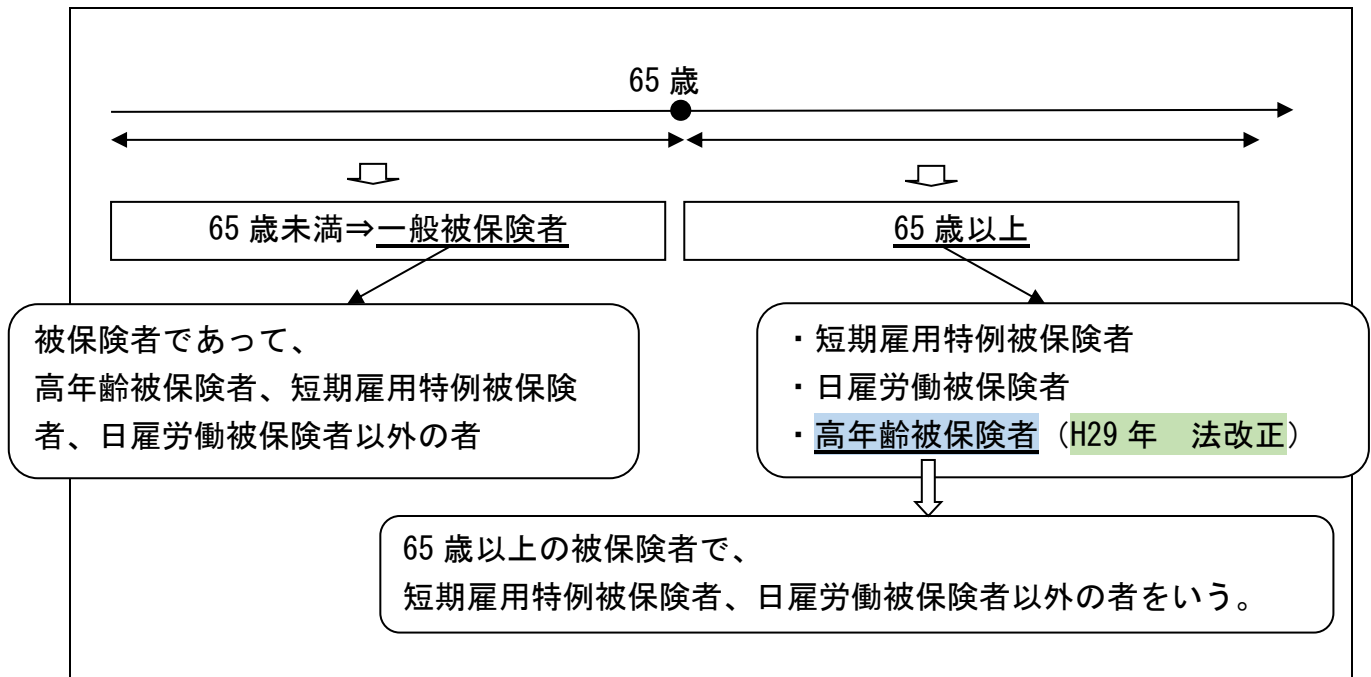 65 歳
65 歳未満⇒一般被保険者
65 歳以上
被保険者であって、
高年齢被保険者、短期雇用特例被保険
者、日雇労働被保険者以外の者
・短期雇用特例被保険者
・日雇労働被保険者
・高年齢被保険者（H29 年　法改正）
65 歳以上の被保険者で、
短期雇用特例被保険者、日雇労働被保険者以外の者をいう。